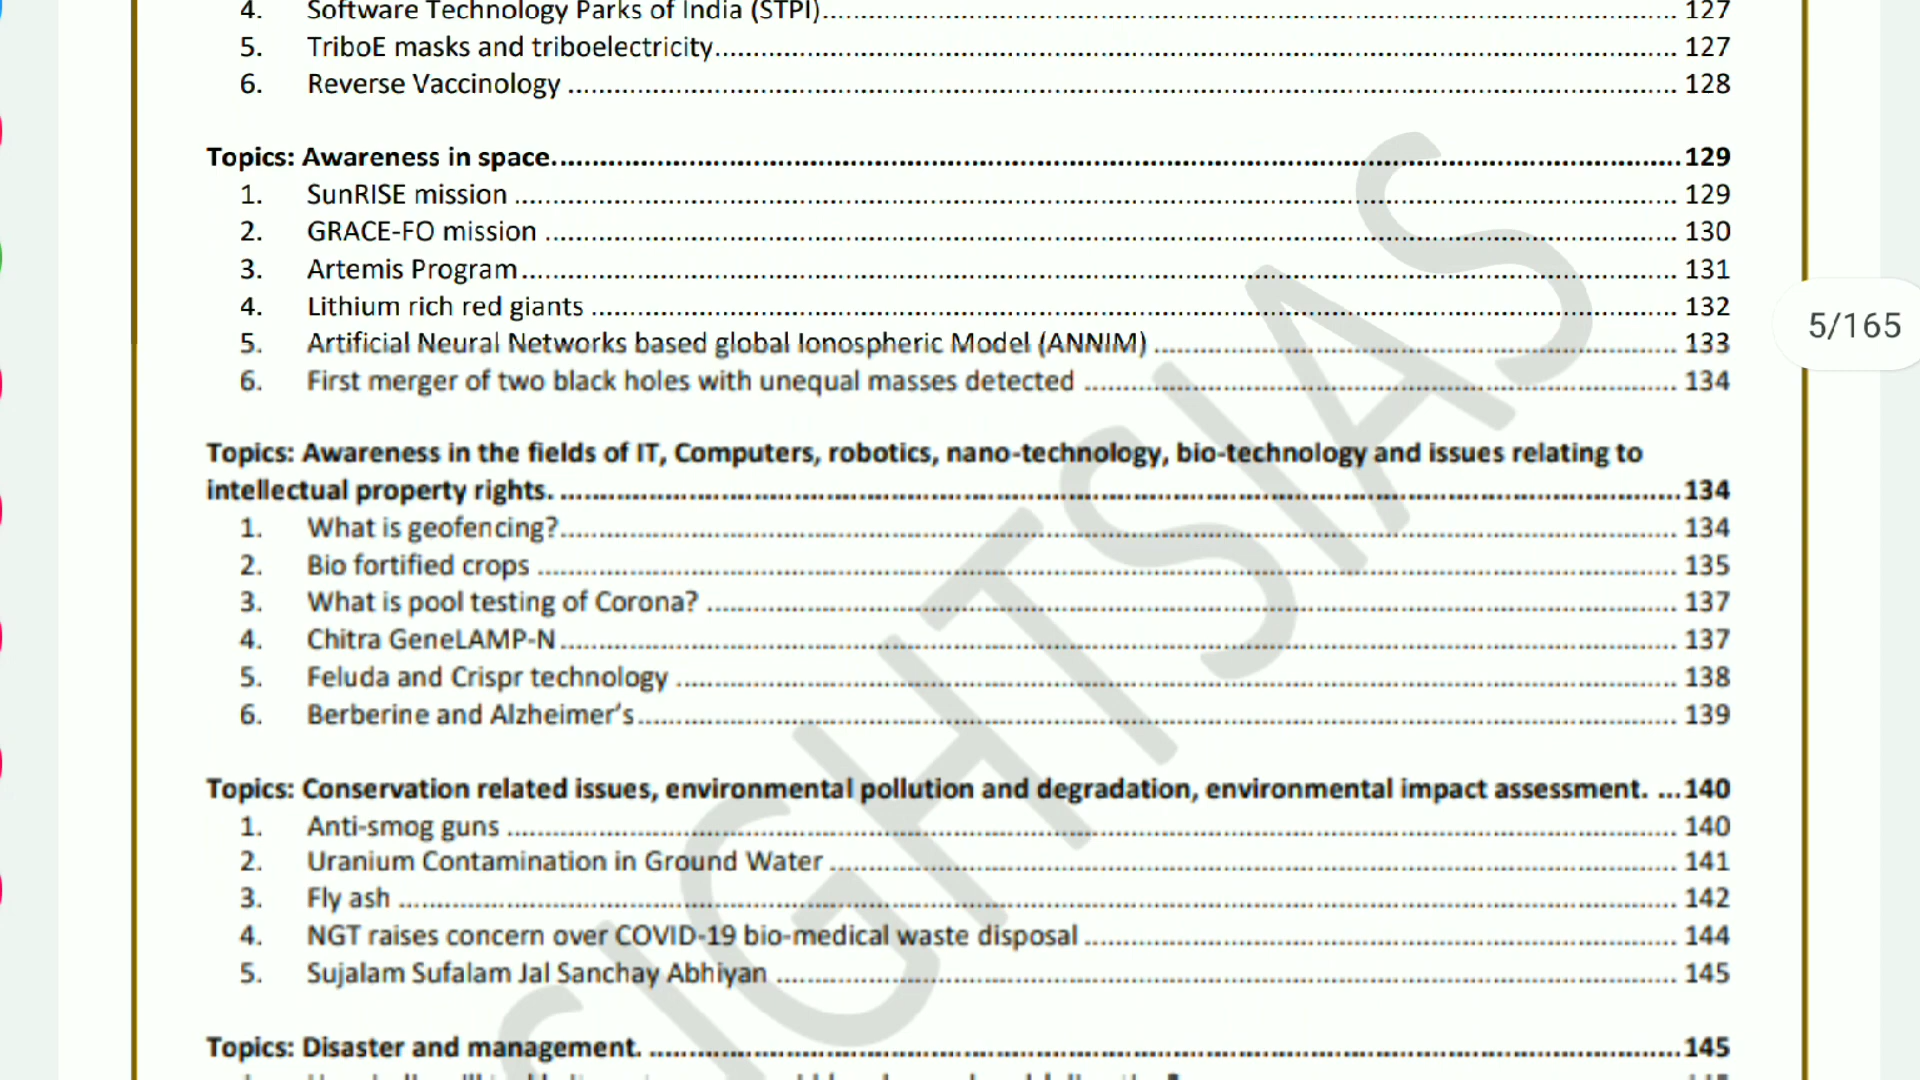 4. Software Technology Parks of India (STPI) 127
5. TriboE masks and triboelectricity 127
6. Reverse Vaccinology 128
Topics: Awareness in space. 129
1. SunRISE mission 129
2. GRACE-FO mission 130
3. Artemis Program 131
4. Lithium rich red giants 132
5. Artificial Neural Networks based global Ionospheric Model (ANNIM) 133
6. First merger of two black holes with unequal masses detected 134
5/165
Topics: Awareness in the fields of IT, Computers, robotics, nano-technology, bio-technology and issues relating to
intellectual property rights. 134
1. What is geofencing? 134
2. Bio fortified crops 135
3. What is pool testing of Corona? 137
4. Chitra GeneLAMP-N 137
5. Feluda and Crispr technology 138
6. Berberine and Alzheimer's 139
Topics: Conservation related issues, environmental pollution and degradation, environmental impact assessment. ...140
1. Anti-smog guns 140
2. Uranium Contamination in Ground Water 141
3. Fly ash 142
4. NGT raises concern over COVID-19 bio-medical waste disposal 144
5. Sujalam Sufalam Jal Sanchay Abhiyan 145
Topics: Disaster and management. 145
SIGHTSIAS